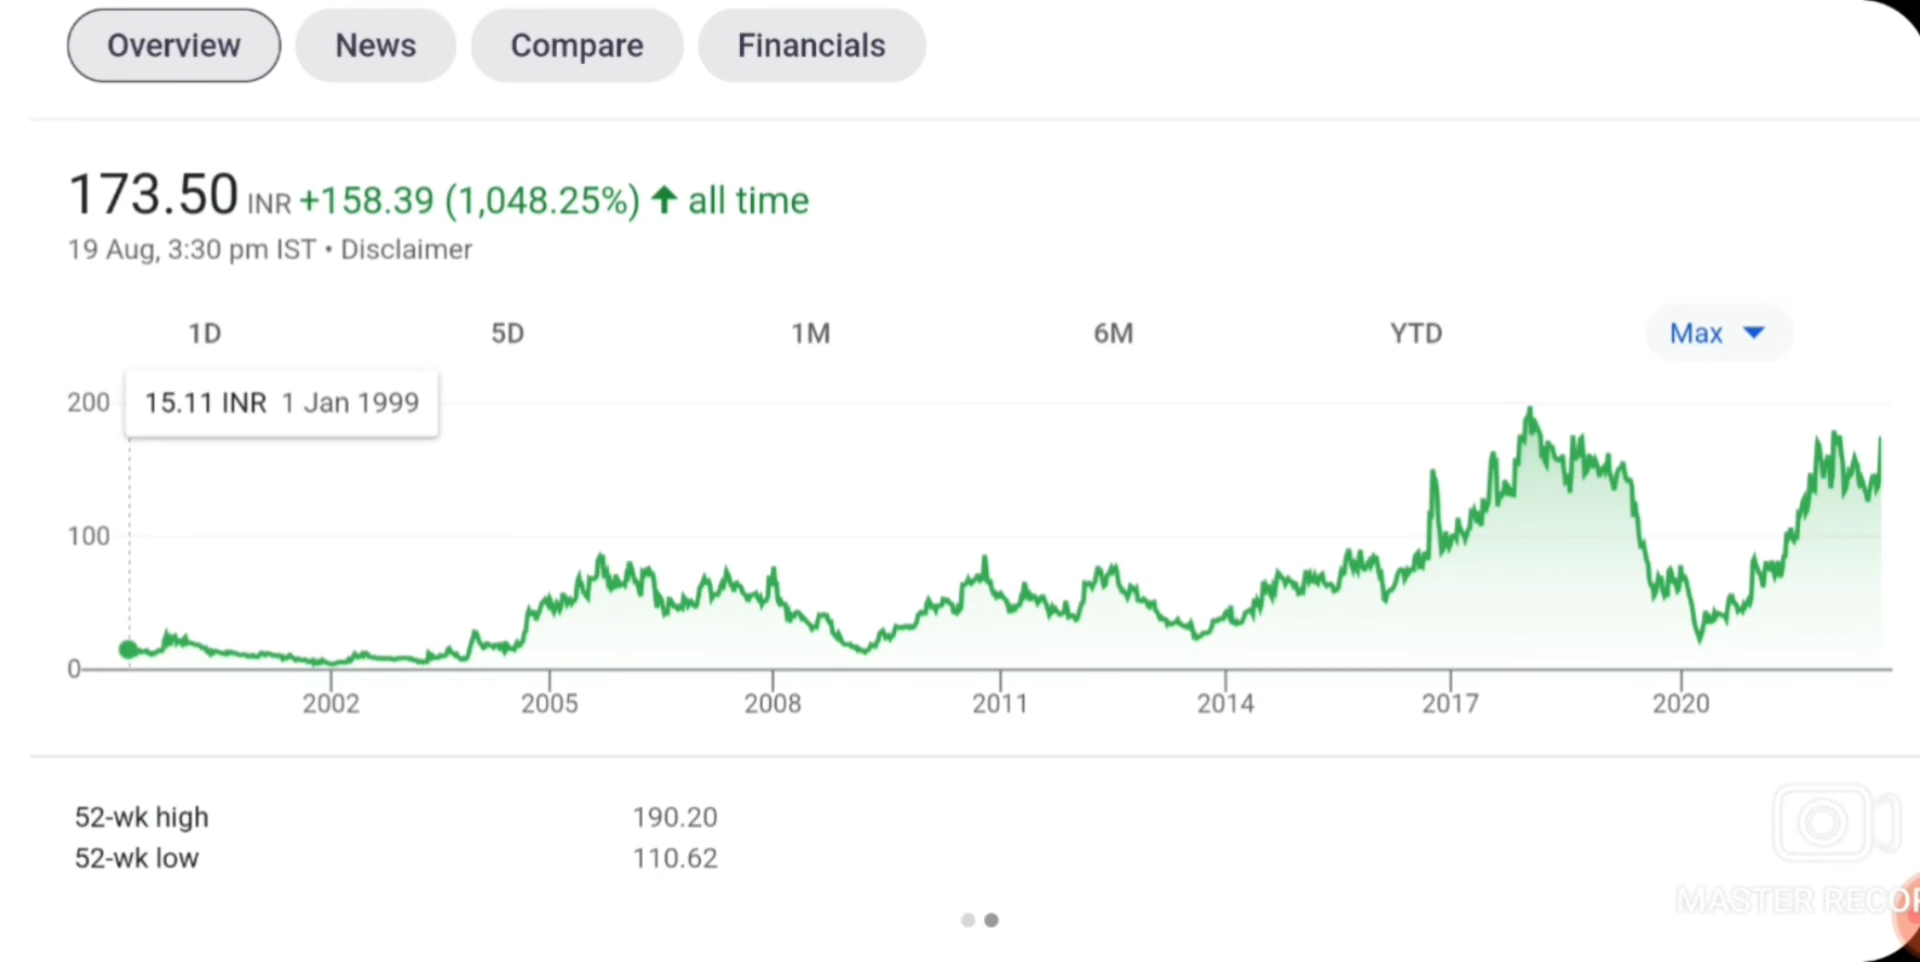 Overview News Compare Financials
173.50 INR +158.39 (1,048.25%) ↑ all time
19 Aug, 3:30 pm IST • Disclaimer
1D 5D 1M 6M YTD Max
15.11 INR 1 Jan 1999
200
100
0
2002 2005 2008 2011 2014 2017 2020
52-wk high 190.20
52-wk low 110.62
MASTER RECOR